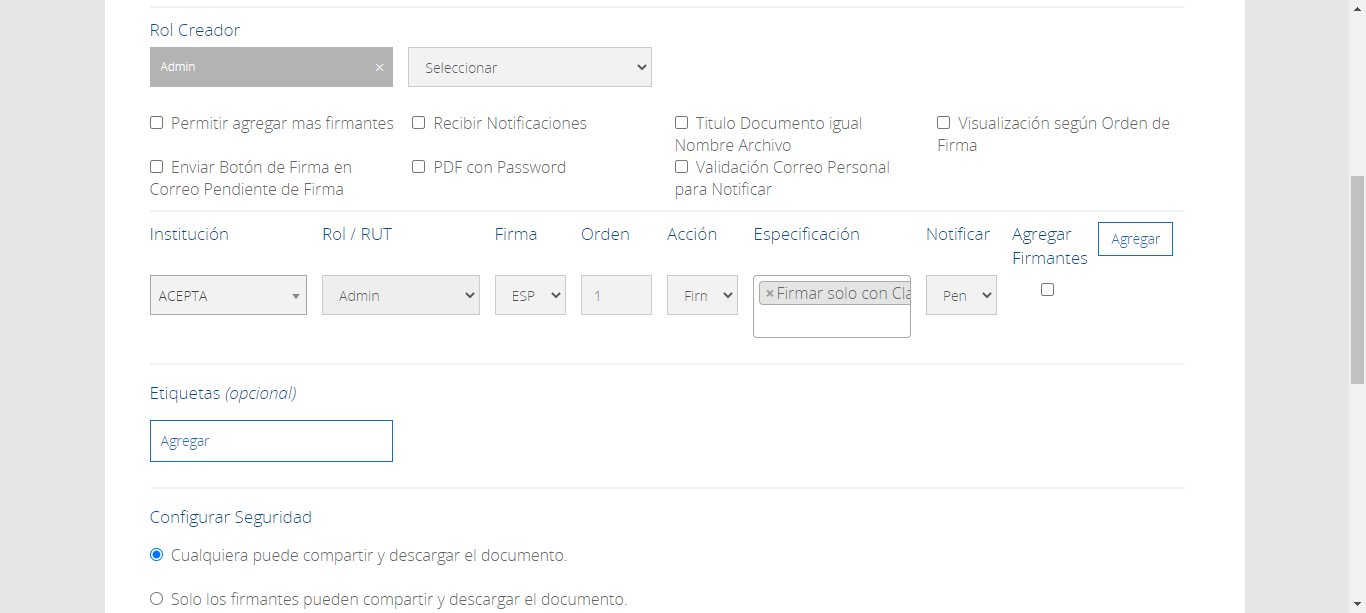 Rol Creador
Admin ×
Seleccionar
Permitir agregar mas firmantes
Recibir Notificaciones
Titulo Documento igual
Nombre Archivo
Visualización según Orden de
Firma
Enviar Botón de Firma en
Correo Pendiente de Firma
PDF con Password
Validación Correo Personal
para Notificar
Institución
Rol / RUT
Firma
Orden
Acción
Especificación
Notificar
Agregar
Firmantes
Agregar
ACEPTA
Admin
ESP
1
Firn
×Firmar solo con Cla
Pen
Etiquetas (opcional)
Agregar
Configurar Seguridad
Cualquiera puede compartir y descargar el documento.
Solo los firmantes pueden compartir y descargar el documento.